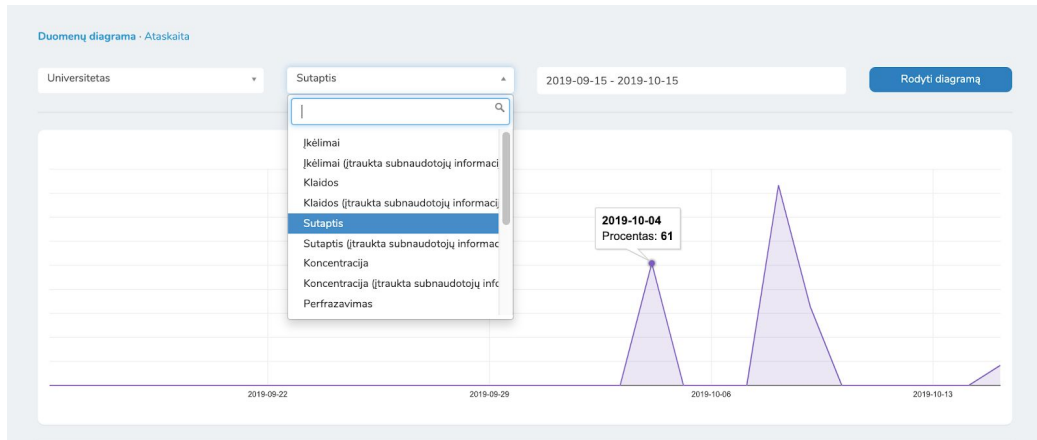 Duomenų diagrama · Ataskaita
Universitetas
Sutaptis
2019-09-15 - 2019-10-15
Rodyti diagramą
Įkėlimai
Įkėlimai (įtraukta subnaudotojų informacij
Klaidos
Klaidos (įtraukta subnaudotojų informacij
Sutaptis
Sutaptis (įtraukta subnaudotojų informac
Koncentracija
Koncentracija (įtraukta subnaudotojų info
Perfrazavimas
2019-10-04
Procentas: 61
2019-09-22
2019-09-29
2019-10-06
2019-10-13